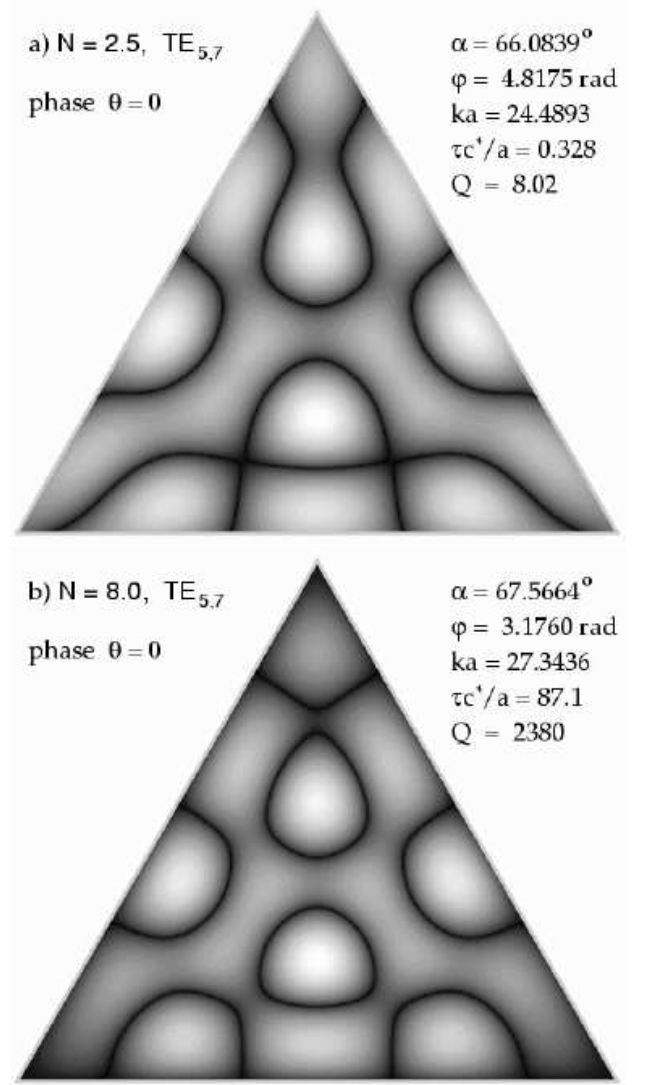 a) N = 2.5, TE₅,₇
phase θ = 0
α = 66.0839°
φ = 4.8175 rad
ka = 24.4893
τc'/a = 0.328
Q = 8.02
b) N = 8.0, TE₅,₇
phase θ = 0
α = 67.5664°
φ = 3.1760 rad
ka = 27.3436
τc'/a = 87.1
Q = 2380